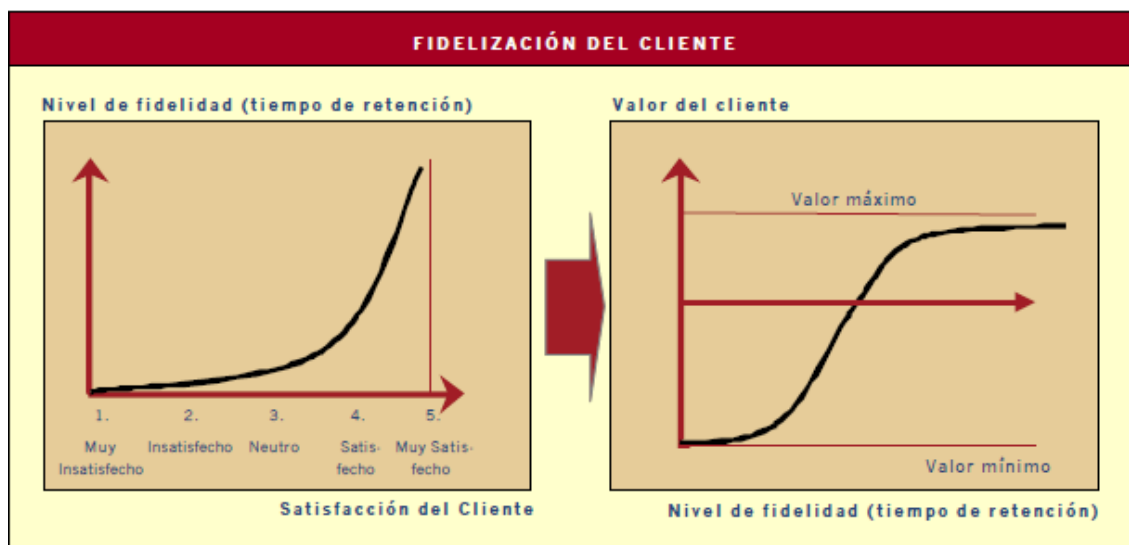 FIDELIZACIÓN DEL CLIENTE
Nivel de fidelidad (tiempo de retención)
1. 2. 3. 4. 5.
Muy Insatisfecho Neutro Satis- Muy Satis-
Insatisfecho fecho fecho
Satisfacción del Cliente
Valor del cliente
Valor máximo
Valor mínimo
Nivel de fidelidad (tiempo de retención)